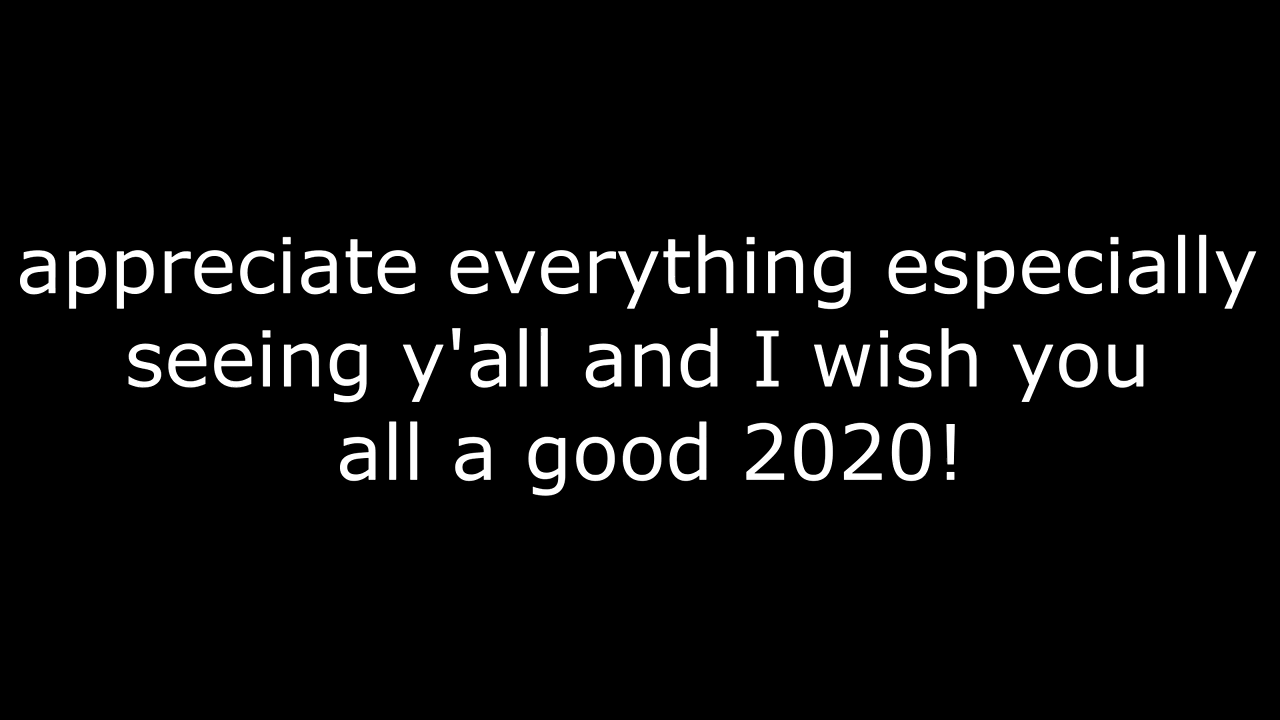 appreciate everything especially
seeing y'all and I wish you
all a good 2020!